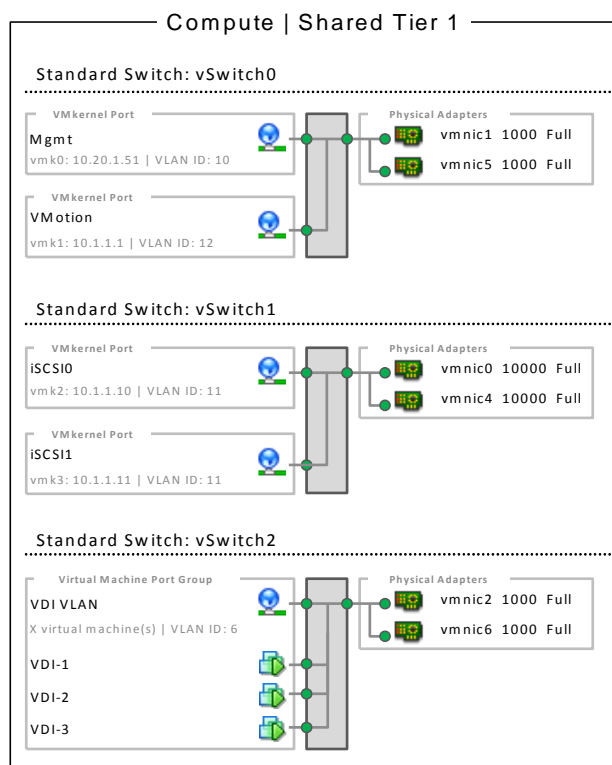 Compute | Shared Tier 1
Standard Switch: vSwitch0
VMkernel Port
Mgmt
vmk0: 10.20.1.51 | VLAN ID: 10
Physical Adapters
vmnic1 1000 Full
vmnic5 1000 Full
VMkernel Port
VMotion
vmk1: 10.1.1.1 | VLAN ID: 12
Standard Switch: vSwitch1
VMkernel Port
iSCSI0
vmk2: 10.1.1.10 | VLAN ID: 11
Physical Adapters
vmnic0 10000 Full
vmnic4 10000 Full
VMkernel Port
iSCSI1
vmk3: 10.1.1.11 | VLAN ID: 11
Standard Switch: vSwitch2
Virtual Machine Port Group
VDI VLAN
X virtual machine(s) | VLAN ID: 6
Physical Adapters
vmnic2 1000 Full
vmnic6 1000 Full
VDI-1
VDI-2
VDI-3